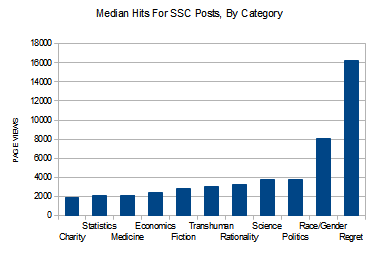 Median Hits For SSC Posts, By Category
18000
16000
14000
12000
10000
8000
6000
4000
2000
0
PAGE VIEWS
Statistics Economics Transhuman Science Race/Gender
Charity Medicine Fiction Rationality Politics Regret